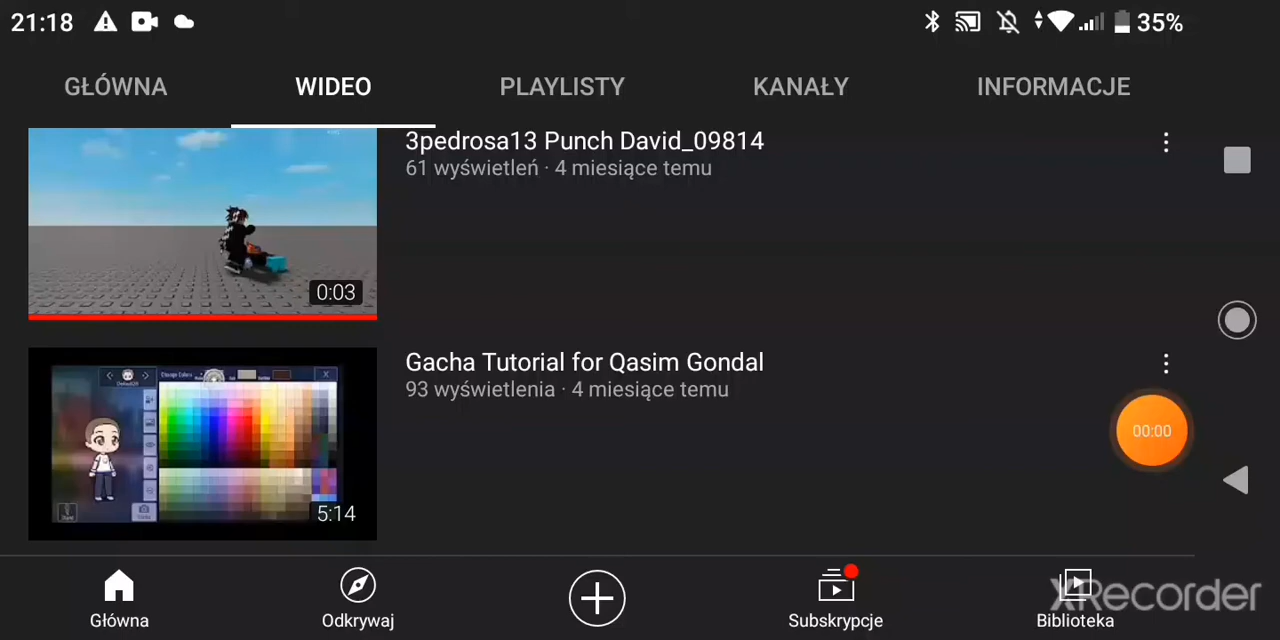 21:18 35%
GŁÓWNA WIDEO PLAYLISTY KANAŁY INFORMACJE
3pedrosa13 Punch David_09814
61 wyświetleń · 4 miesiące temu
0:03
Gacha Tutorial for Qasim Gondal
93 wyświetlenia · 4 miesiące temu
00:00
5:14
Główna Odkrywaj Subskrypcje Biblioteka
XRecorder